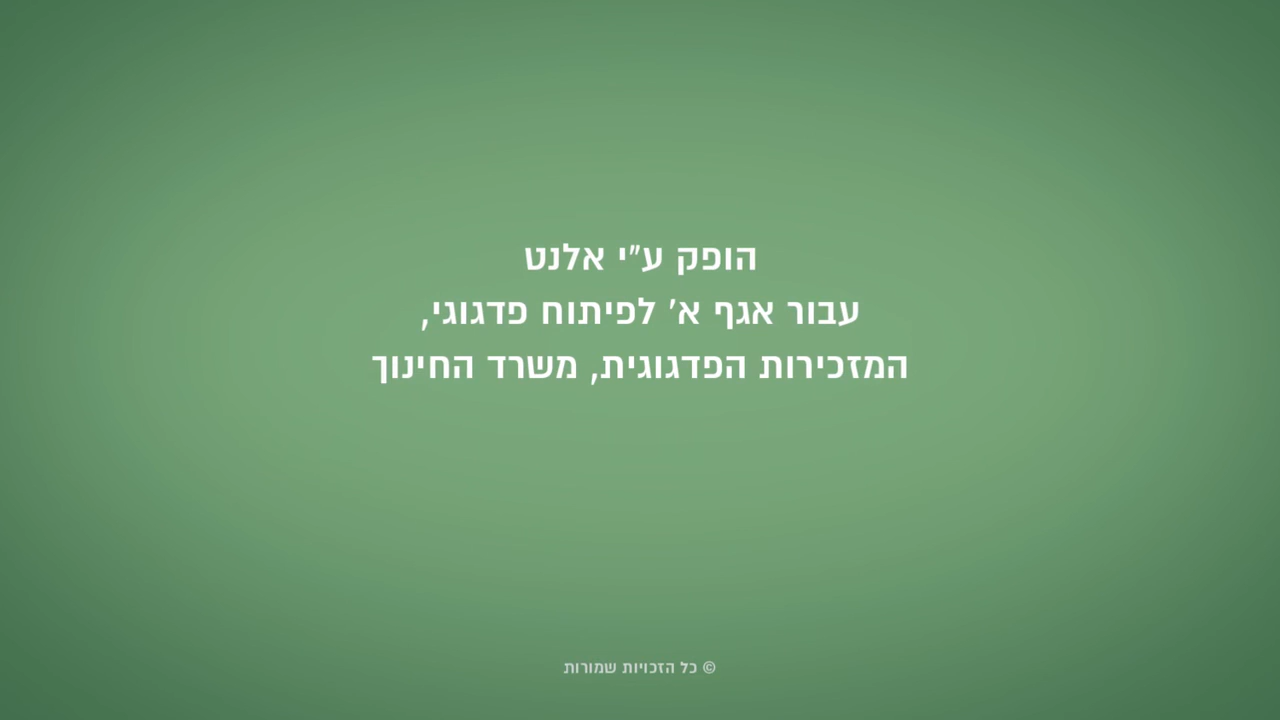 הופק ע"י אלנט
עבור אגף א' לפיתוח פדגוגי,
המזכירות הפדגוגית, משרד החינוך
© כל הזכויות שמורות